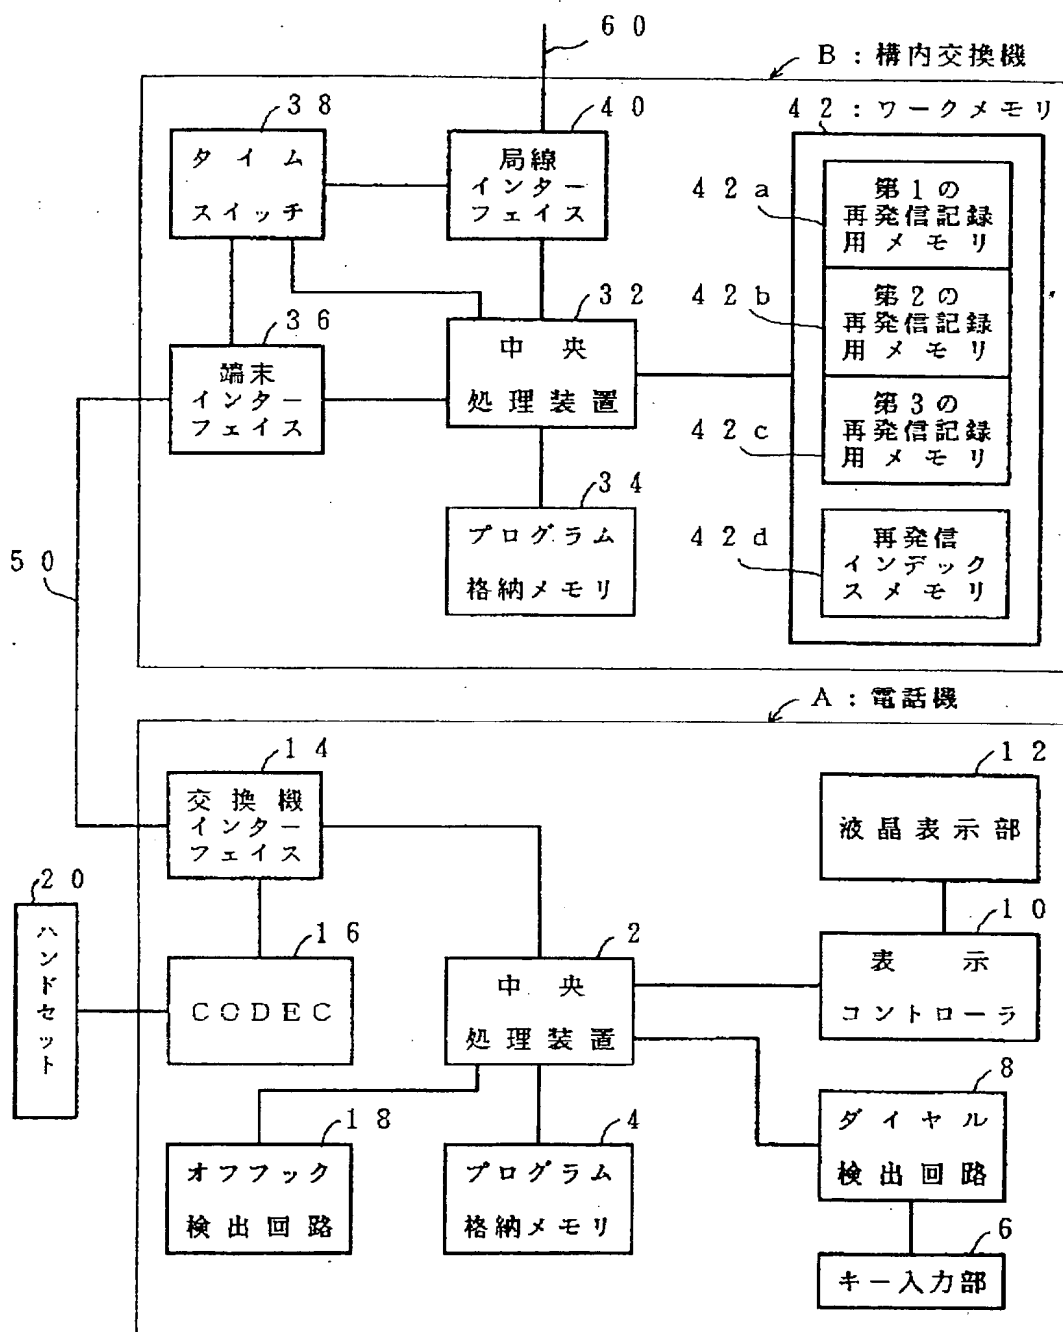 ６０
Ｂ：構内交換機
３８
４０
４２：ワークメモリ
タイム
スイッチ
局線
インター
フェイス
４２ａ
第１の
再発信記録
用メモリ
３２
４２ｂ
第２の
再発信記録
用メモリ
３６
端末
インター
フェイス
中央
処理装置
４２ｃ
第３の
再発信記録
用メモリ
３４
プログラム
格納メモリ
４２ｄ
再発信
インデック
スメモリ
５０
Ａ：電話機
１４
交換機
インター
フェイス
１２
液晶表示部
２０
ハンドセット
１６
ＣＯＤＥＣ
２
中央
処理装置
１０
表示
コントローラ
１８
オフフック
検出回路
４
プログラム
格納メモリ
８
ダイヤル
検出回路
６
キー入力部